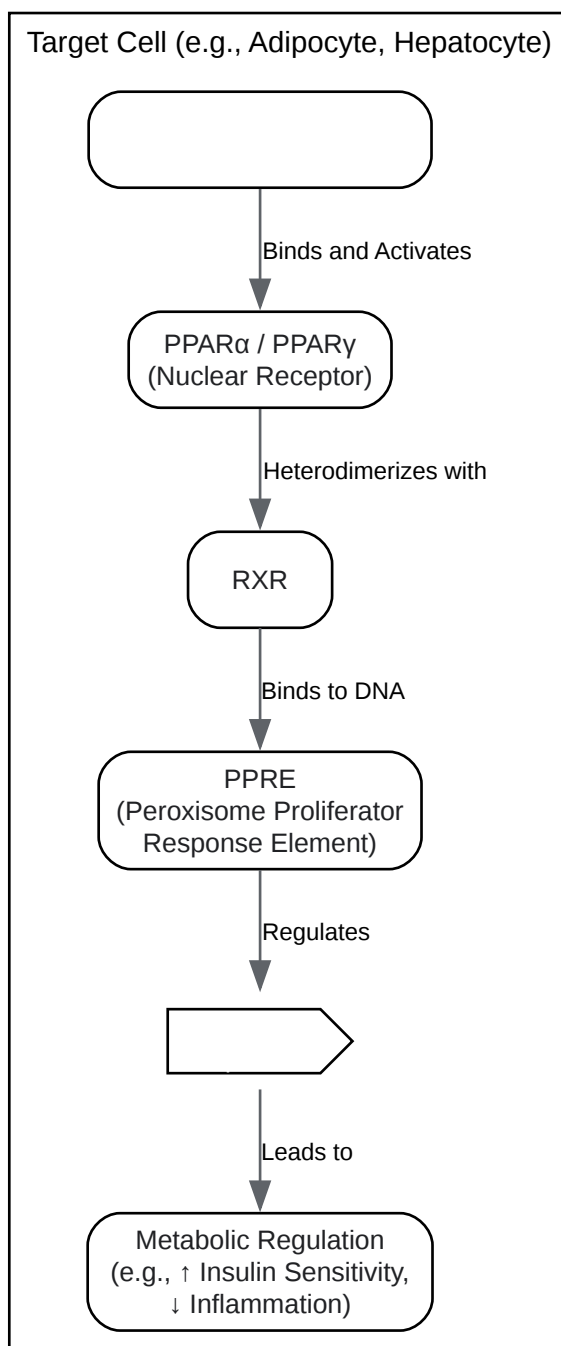 Target Cell (e.g., Adipocyte, Hepatocyte)
Binds and Activates
PPARα / PPARγ
(Nuclear Receptor)
Heterodimerizes with
RXR
Binds to DNA
PPRE
(Peroxisome Proliferator
Response Element)
Regulates
Leads to
Metabolic Regulation
(e.g., ↑ Insulin Sensitivity,
↓ Inflammation)